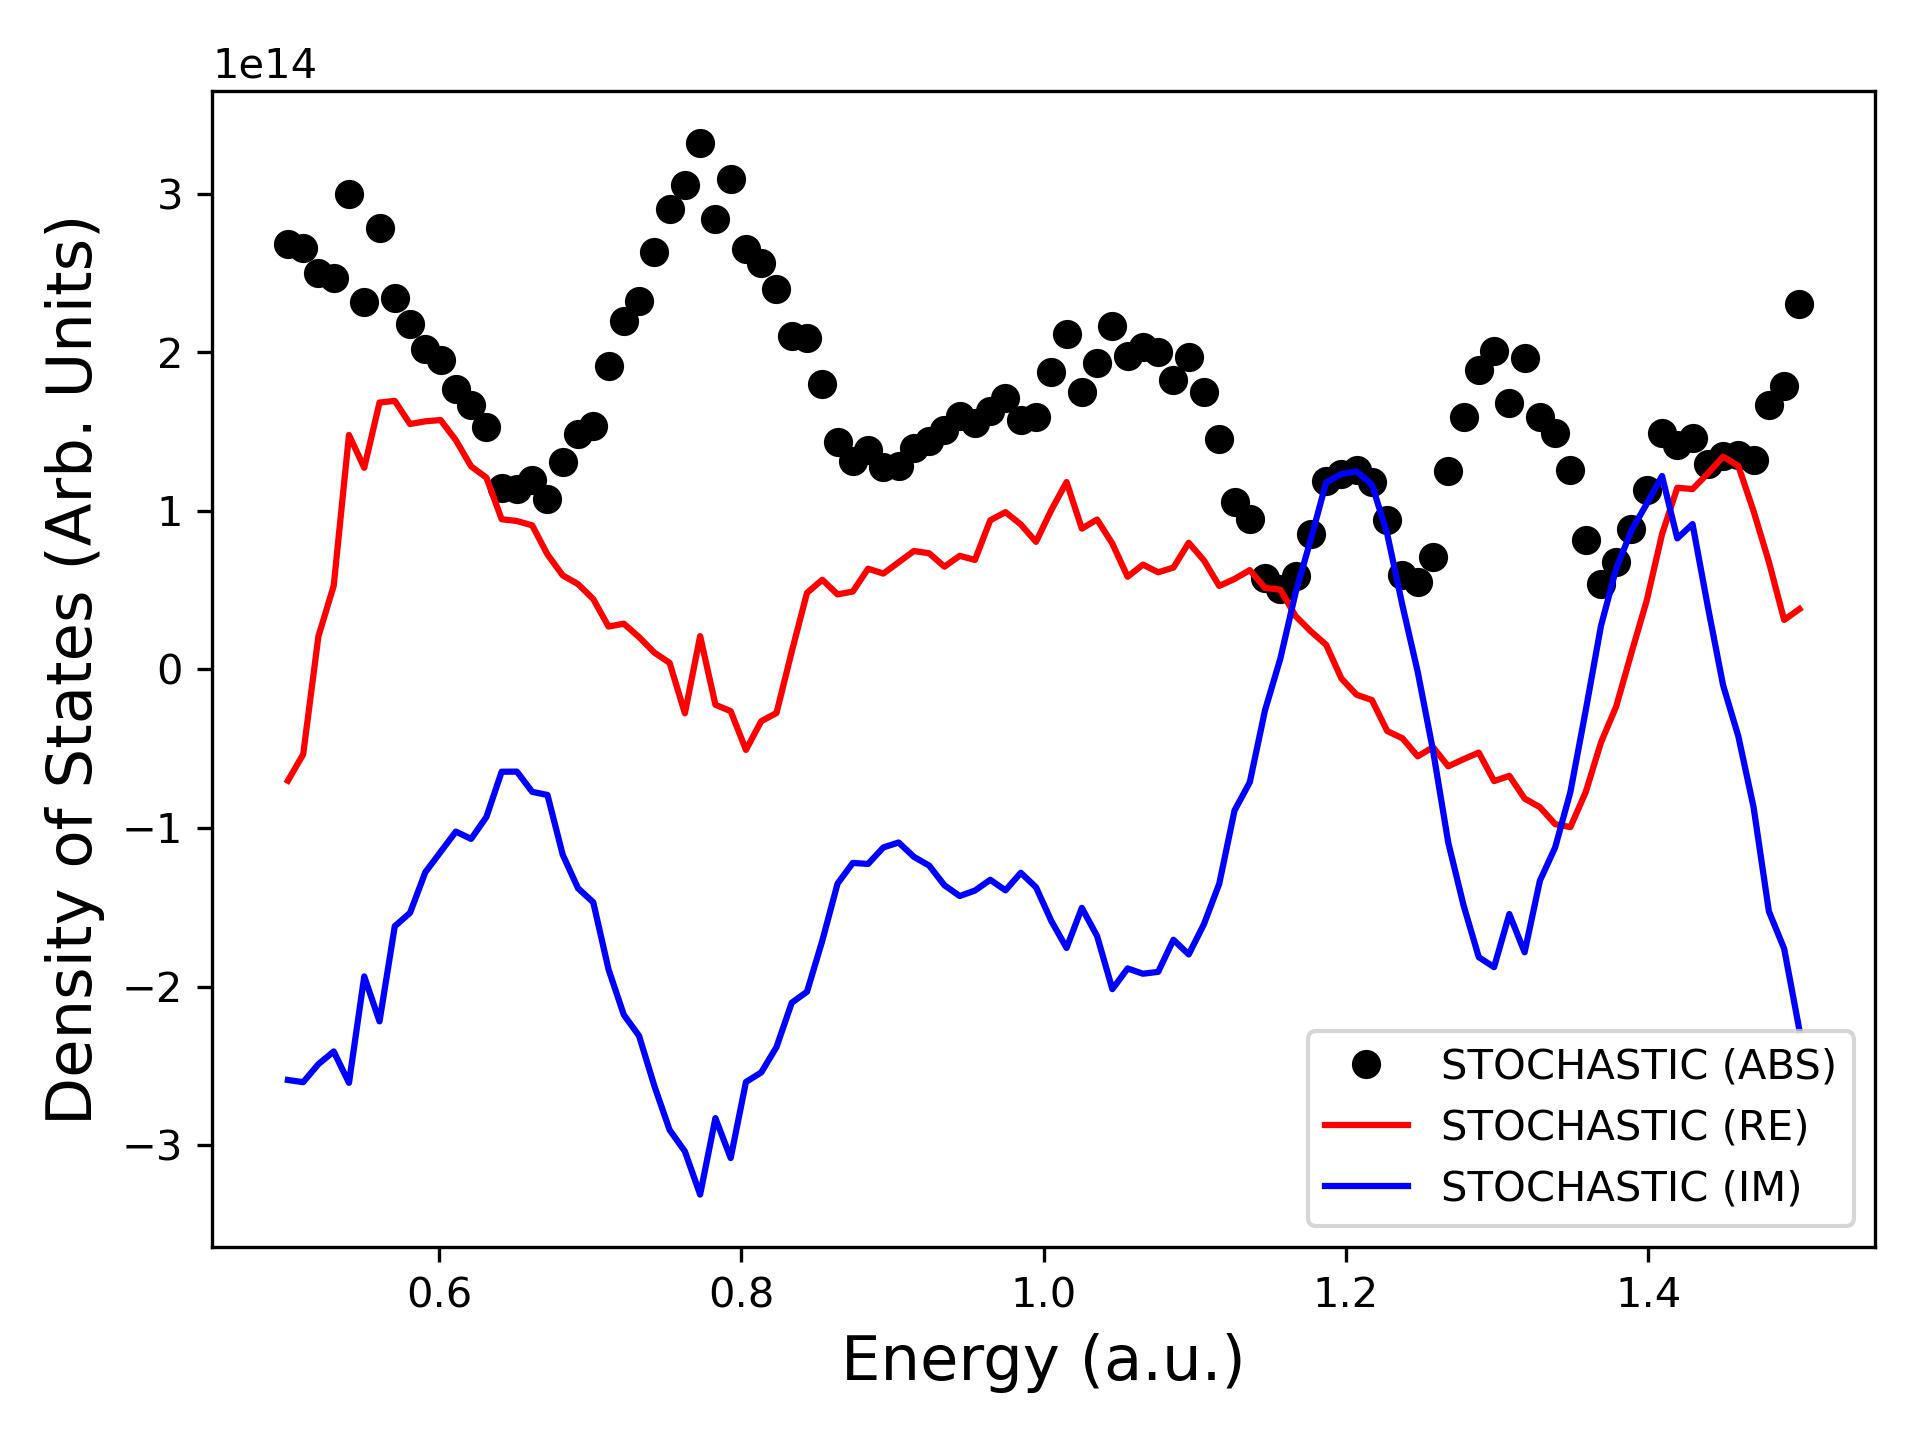 1e14
Density of States (Arb. Units)
3
2
1
0
−1
−2
−3
STOCHASTIC (ABS)
STOCHASTIC (RE)
STOCHASTIC (IM)
0.6 0.8 1.0 1.2 1.4
Energy (a.u.)